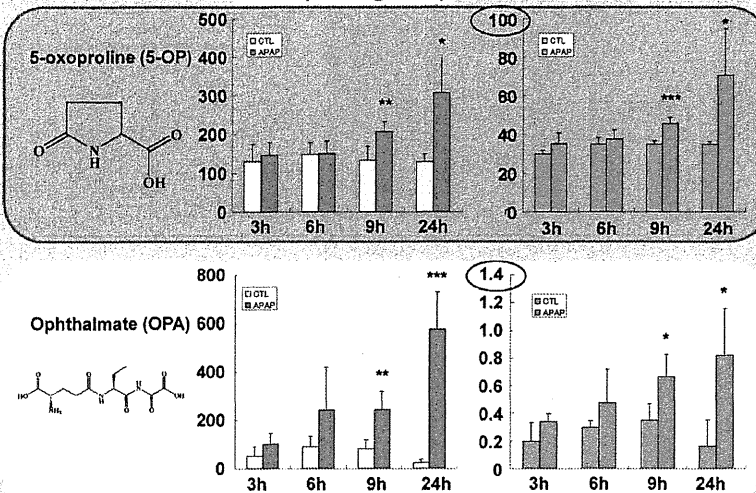 5-oxoproline (5-OP)
O
N
H
O
OH
500
400
300
200
100
0
CTL
APAP
**
*
3h 6h 9h 24h
100
80
60
40
20
0
CTL
APAP
***
*
3h 6h 9h 24h
Ophthalmate (OPA)
800
600
400
200
0
CTL
APAP
**
***
3h 6h 9h 24h
1.4
1.2
1.0
0.8
0.6
0.4
0.2
0
CTL
APAP
*
*
3h 6h 9h 24h